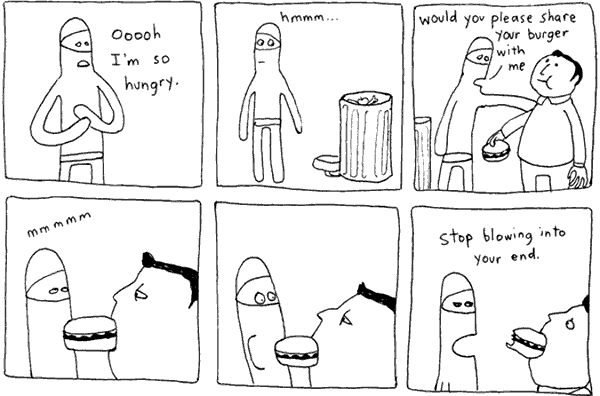 Ooooh
I'm so
hungry.
hmmm...
would you please share
your burger
with
me
mmmmm
Stop blowing into
your end.